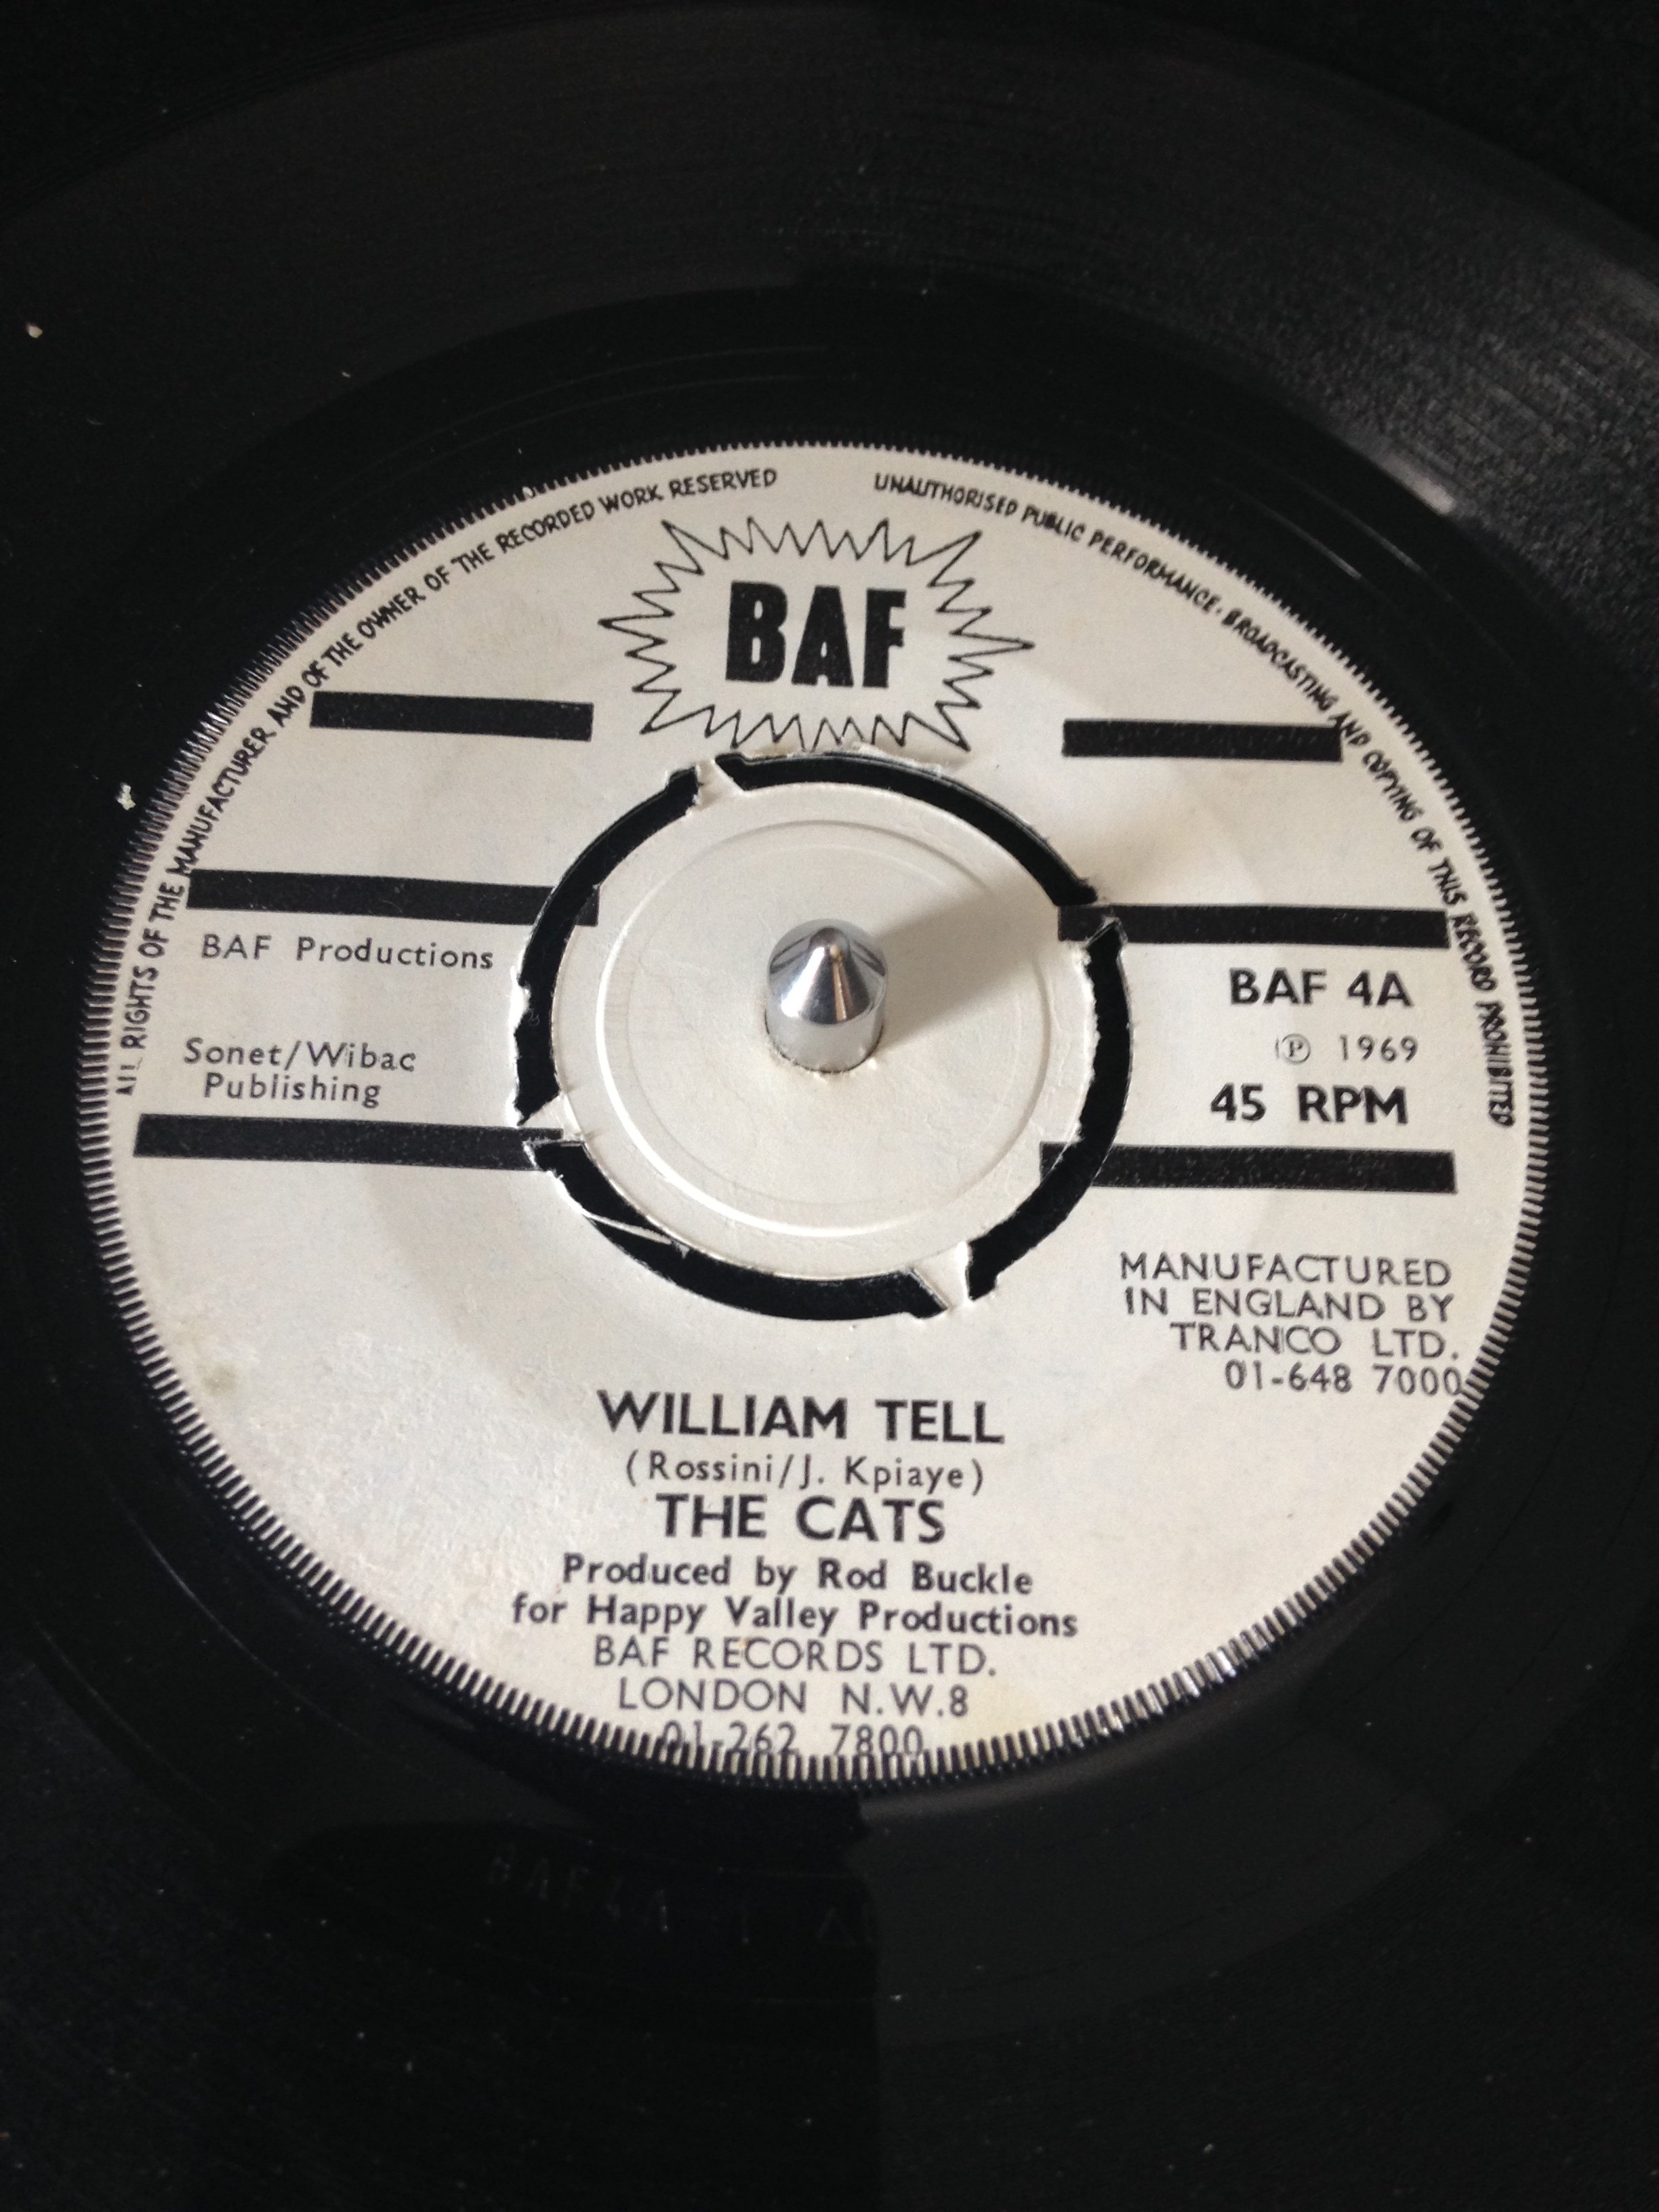 ALL RIGHTS OF THE MANUFACTURER AND OF THE OWNER OF THE RECORDED WORK RESERVED
UNAUTHORISED PUBLIC PERFORMANCE. BROADCASTING AND COPYING OF THIS RECORD PROHIBITED
BAF
BAF Productions
Sonet/Wibac
Publishing
BAF 4A
Ⓟ 1969
45 RPM
MANUFACTURED
IN ENGLAND BY
TRANCO LTD.
01-648 7000
WILLIAM TELL
(Rossini/J. Kpiaye)
THE CATS
Produced by Rod Buckle
for Happy Valley Productions
BAF RECORDS LTD.
LONDON N.W.8
01-262 7800